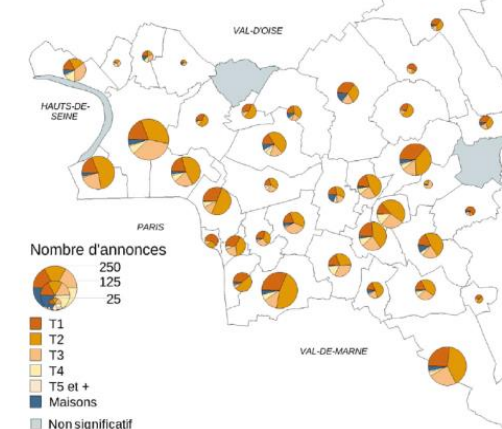 VAL-D'OISE
HAUTS-DE-
SEINE
PARIS
Nombre d'annonces
250
125
25
T1
T2
T3
T4
T5 et +
Maisons
Non significatif
VAL-DE-MARNE